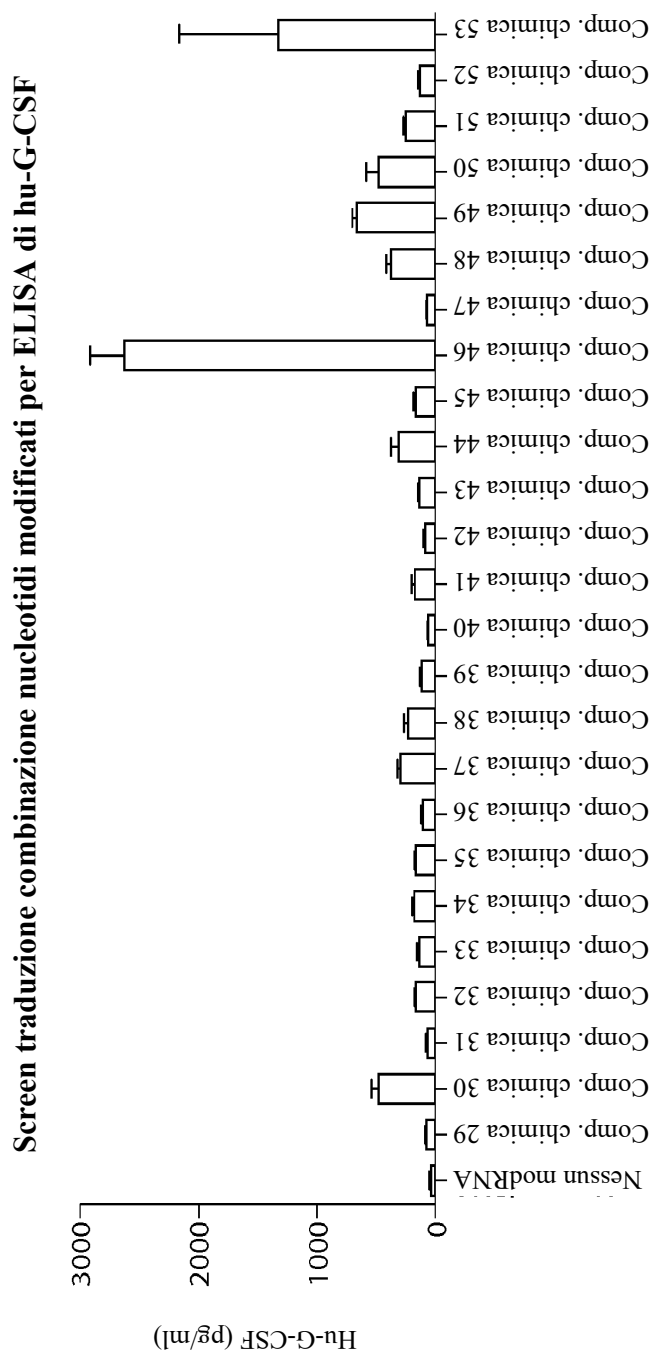 Screen traduzione combinazione nucleotidi modificati per ELISA di hu-G-CSF
Hu-G-CSF (pg/ml)
3000
2000
1000
0
Nessun modRNA
Comp. chimica 29
Comp. chimica 30
Comp. chimica 31
Comp. chimica 32
Comp. chimica 33
Comp. chimica 34
Comp. chimica 35
Comp. chimica 36
Comp. chimica 37
Comp. chimica 38
Comp. chimica 39
Comp. chimica 40
Comp. chimica 41
Comp. chimica 42
Comp. chimica 43
Comp. chimica 44
Comp. chimica 45
Comp. chimica 46
Comp. chimica 47
Comp. chimica 48
Comp. chimica 49
Comp. chimica 50
Comp. chimica 51
Comp. chimica 52
Comp. chimica 53